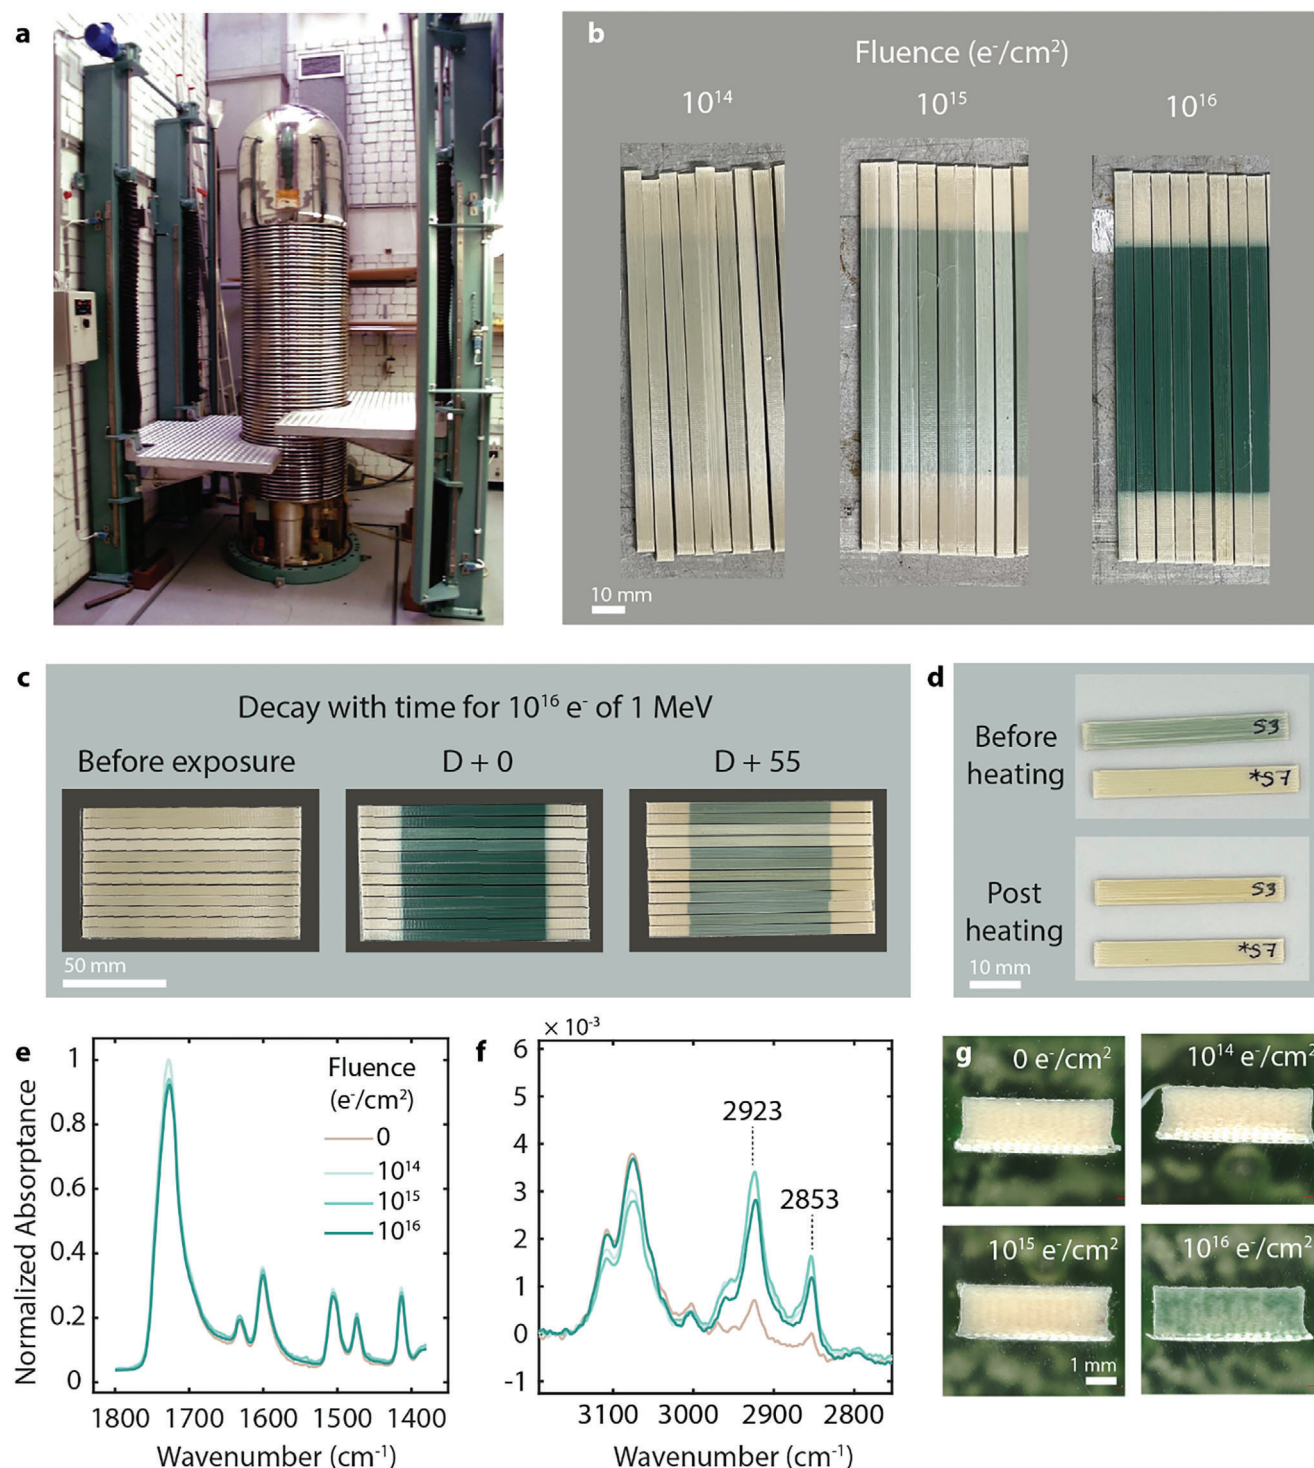 a
b
Fluence (e⁻/cm²)
10¹⁴
10¹⁵
10¹⁶
10 mm
c
Decay with time for 10¹⁶ e⁻ of 1 MeV
Before exposure
D + 0
D + 55
50 mm
d
Before
heating
S3
*S7
Post
heating
S3
*S7
10 mm
e
Normalized Absorptance
1
0.8
0.6
0.4
0.2
0
Fluence
(e⁻/cm²)
0
10¹⁴
10¹⁵
10¹⁶
1800 1700 1600 1500 1400
Wavenumber (cm⁻¹)
f
× 10⁻³
6
5
4
3
2
1
0
-1
2923
2853
3100 3000 2900 2800
Wavenumber (cm⁻¹)
g
0 e⁻/cm²
10¹⁴ e⁻/cm²
10¹⁵ e⁻/cm²
10¹⁶ e⁻/cm²
1 mm